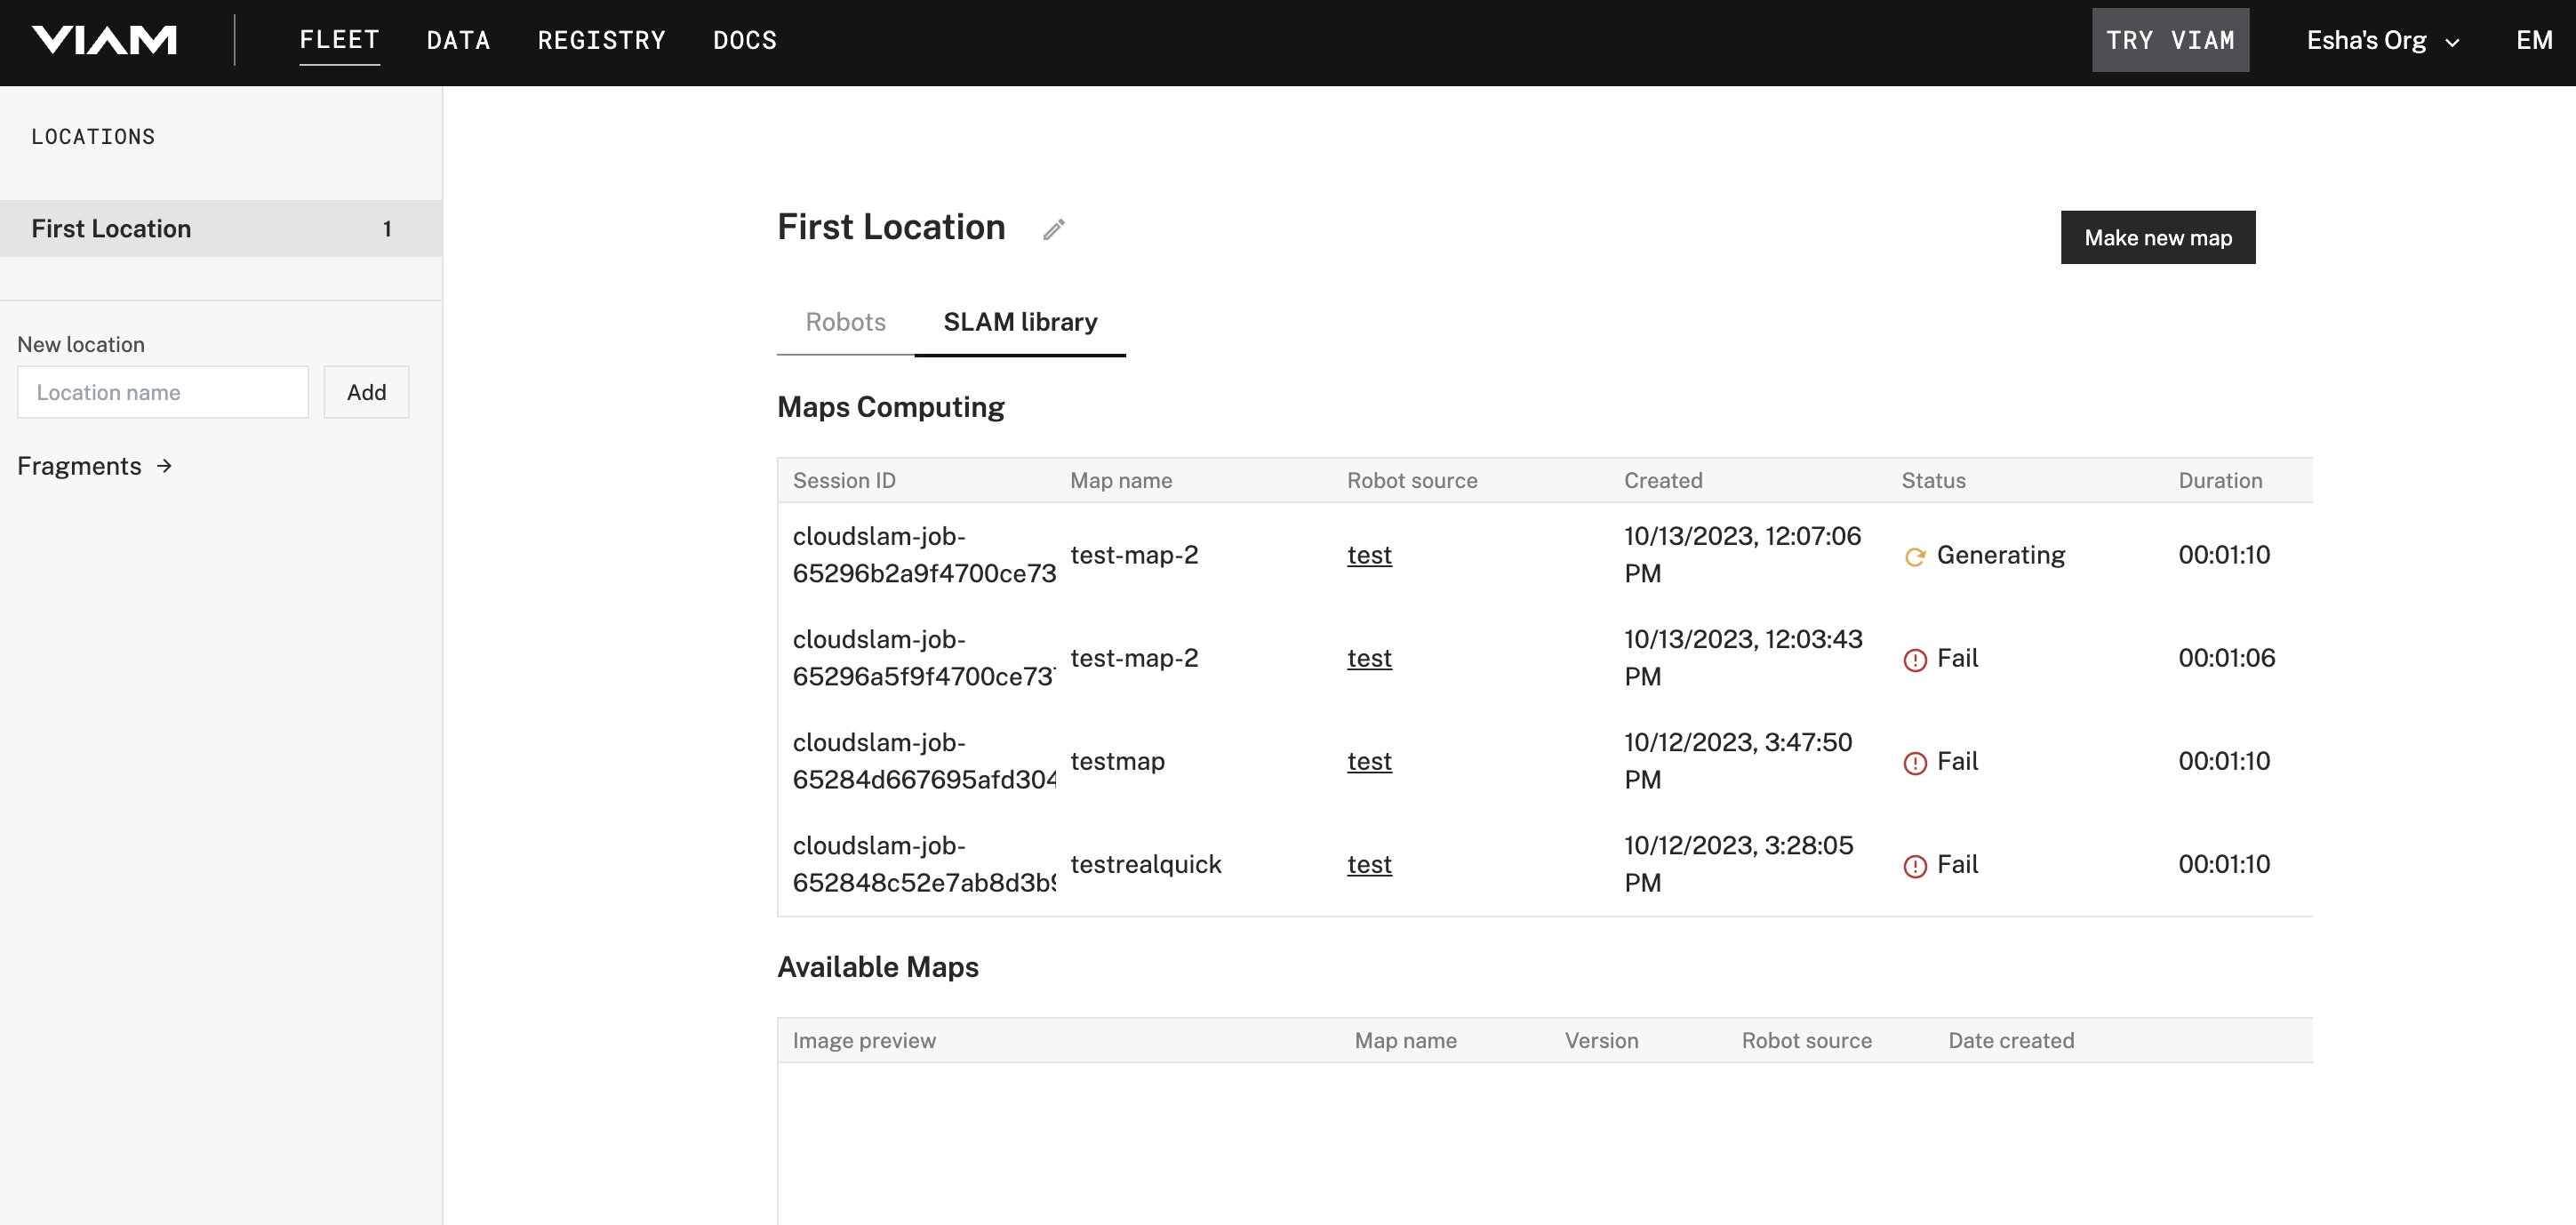 VIAM
FLEET DATA REGISTRY DOCS
TRY VIAM Esha's Org EM
LOCATIONS
First Location 1
New location
Location name Add
Fragments →
First Location
Make new map
Robots SLAM library
Maps Computing
Session ID Map name Robot source Created Status Duration
cloudslam-job-
65296b2a9f4700ce73
test-map-2 test
10/13/2023, 12:07:06
PM
Generating 00:01:10
cloudslam-job-
65296a5f9f4700ce73
test-map-2 test
10/13/2023, 12:03:43
PM
Fail 00:01:06
cloudslam-job-
65284d667695afd304
testmap test
10/12/2023, 3:47:50
PM
Fail 00:01:10
cloudslam-job-
652848c52e7ab8d3b9
testrealquick test
10/12/2023, 3:28:05
PM
Fail 00:01:10
Available Maps
Image preview Map name Version Robot source Date created